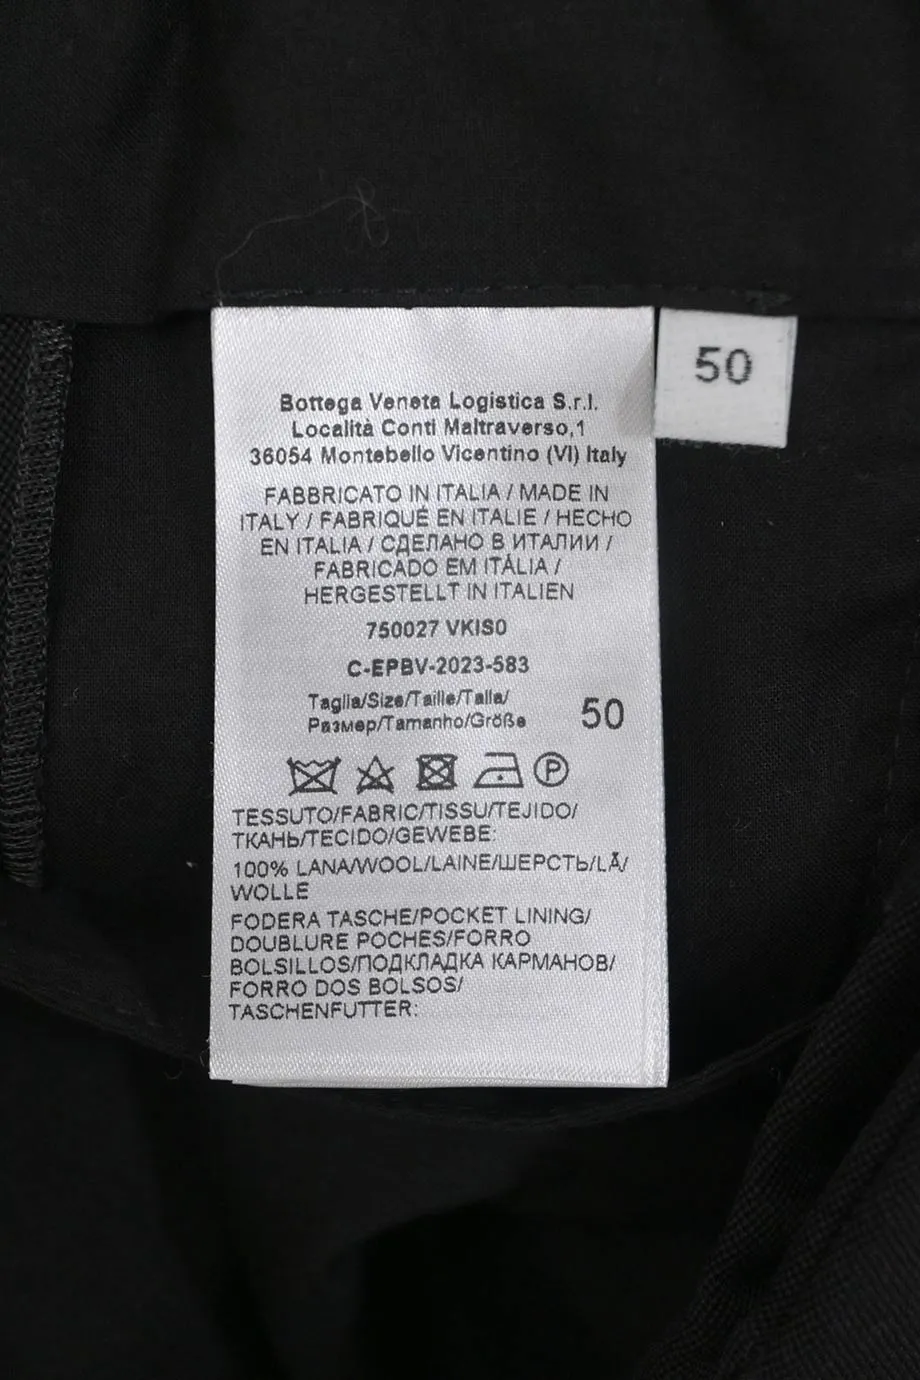 50
Bottega Veneta Logistica S.r.l.
Località Conti Maltraverso,1
36054 Montebello Vicentino (VI) Italy
FABBRICATO IN ITALIA / MADE IN
ITALY / FABRIQUÉ EN ITALIE / HECHO
EN ITALIA / СДЕЛАНО В ИТАЛИИ /
FABRICADO EM ITÁLIA /
HERGESTELLT IN ITALIEN
750027 VKIS0
C-EPBV-2023-583
Taglia/Size/Taille/Talla/
Размер/Tamanho/Größe 50
P
TESSUTO/FABRIC/TISSU/TEJIDO/
ТКАНЬ/TECIDO/GEWEBE:
100% LANA/WOOL/LAINE/ШЕРСТЬ/LÃ/
WOLLE
FODERA TASCHE/POCKET LINING/
DOUBLURE POCHES/FORRO
BOLSILLOS/ПОДКЛАДКА КАРМАНОВ/
FORRO DOS BOLSOS/
TASCHENFUTTER: